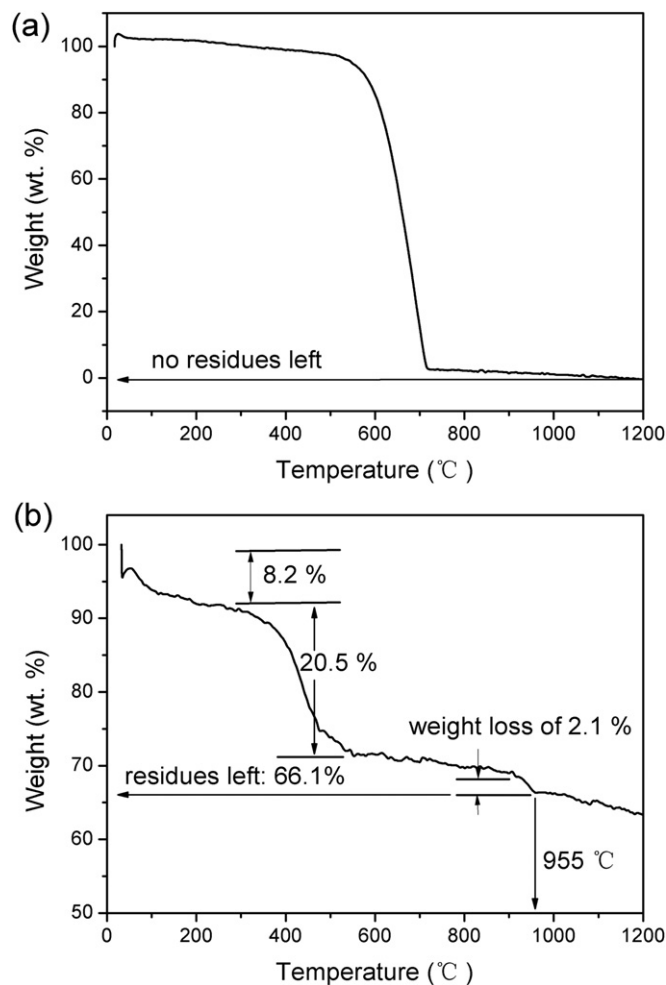 (a)
100
80
60
40
20
0
Weight (wt. %)
no residues left
0 200 400 600 800 1000 1200
Temperature (℃)
(b)
100
90
80
70
60
50
Weight (wt. %)
8.2 %
20.5 %
weight loss of 2.1 %
residues left: 66.1%
955 ℃
0 200 400 600 800 1000 1200
Temperature (℃)